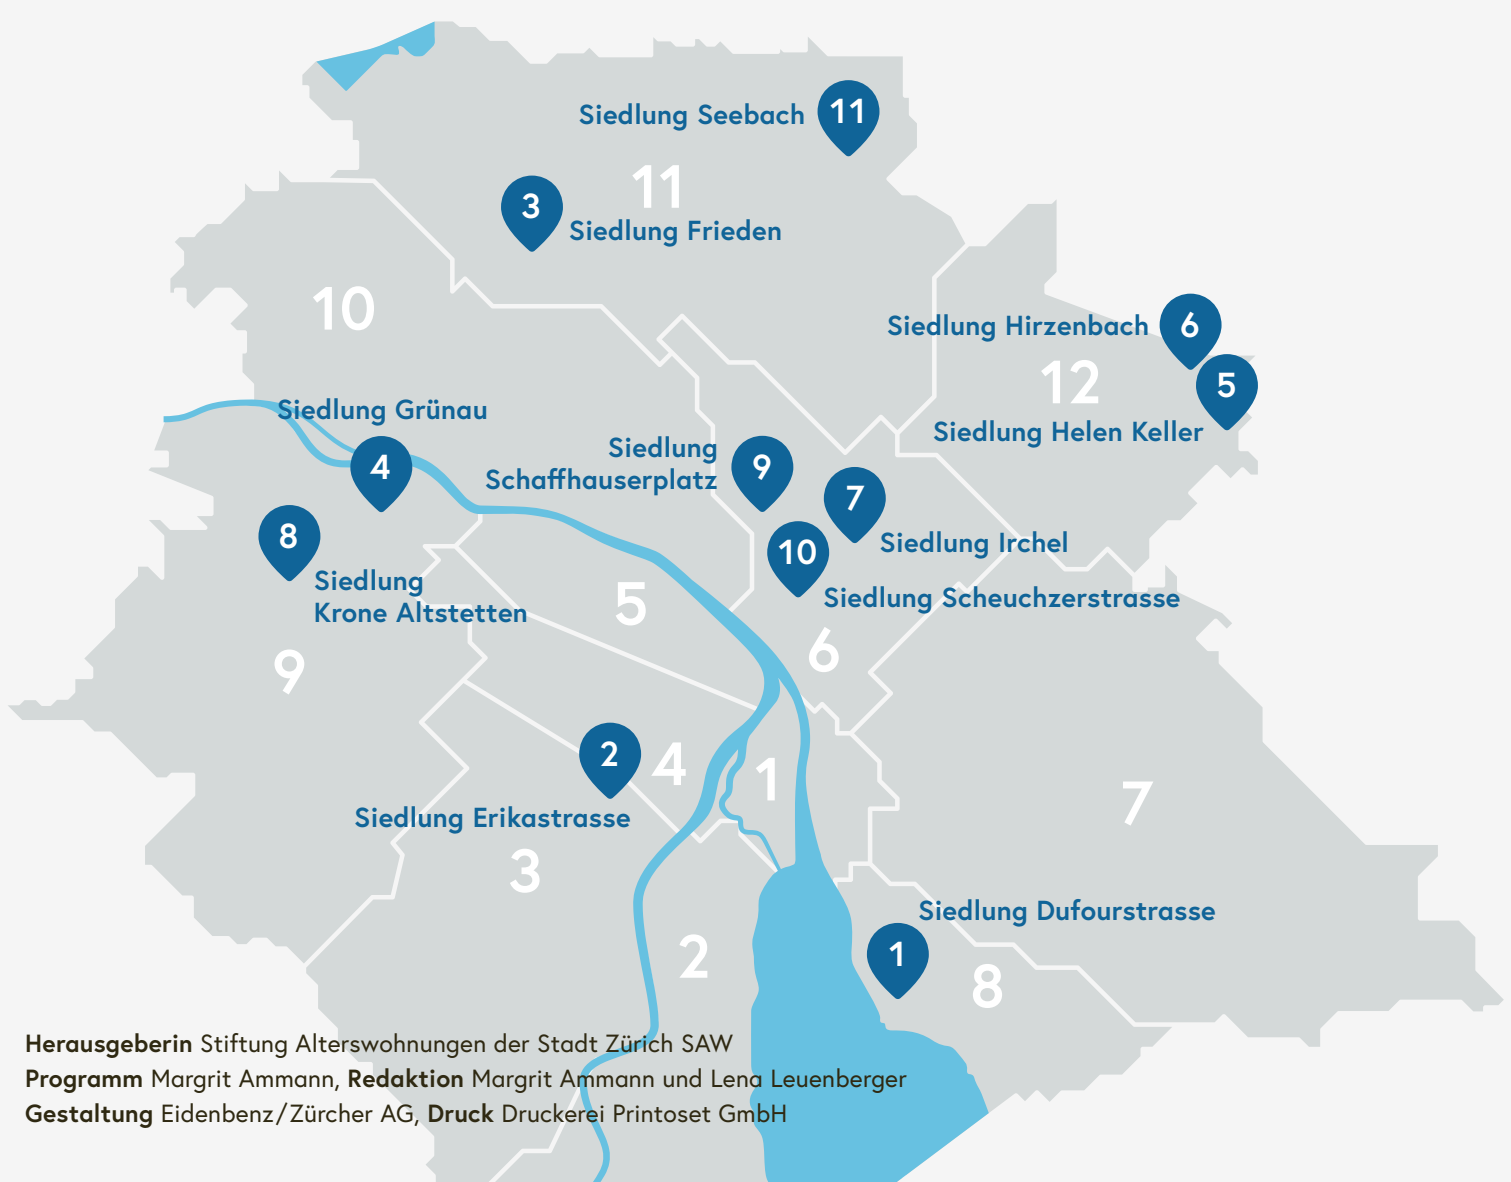 Siedlung Seebach
11
11
3
Siedlung Frieden
10
Siedlung Hirzenbach
6
12
5
Siedlung Helen Keller
Siedlung Grünau
4
Siedlung
Schaffhauserplatz
9
7
Siedlung Irchel
10
Siedlung Scheuchzerstrasse
8
Siedlung
Krone Altstetten
5
6
9
2
4
1
7
Siedlung Erikastrasse
3
Siedlung Dufourstrasse
1
2
8
Herausgeberin Stiftung Alterswohnungen der Stadt Zürich SAW
Programm Margrit Ammann, Redaktion Margrit Ammann und Lena Leuenberger
Gestaltung Eidenbenz/Zürcher AG, Druck Druckerei Printoset GmbH